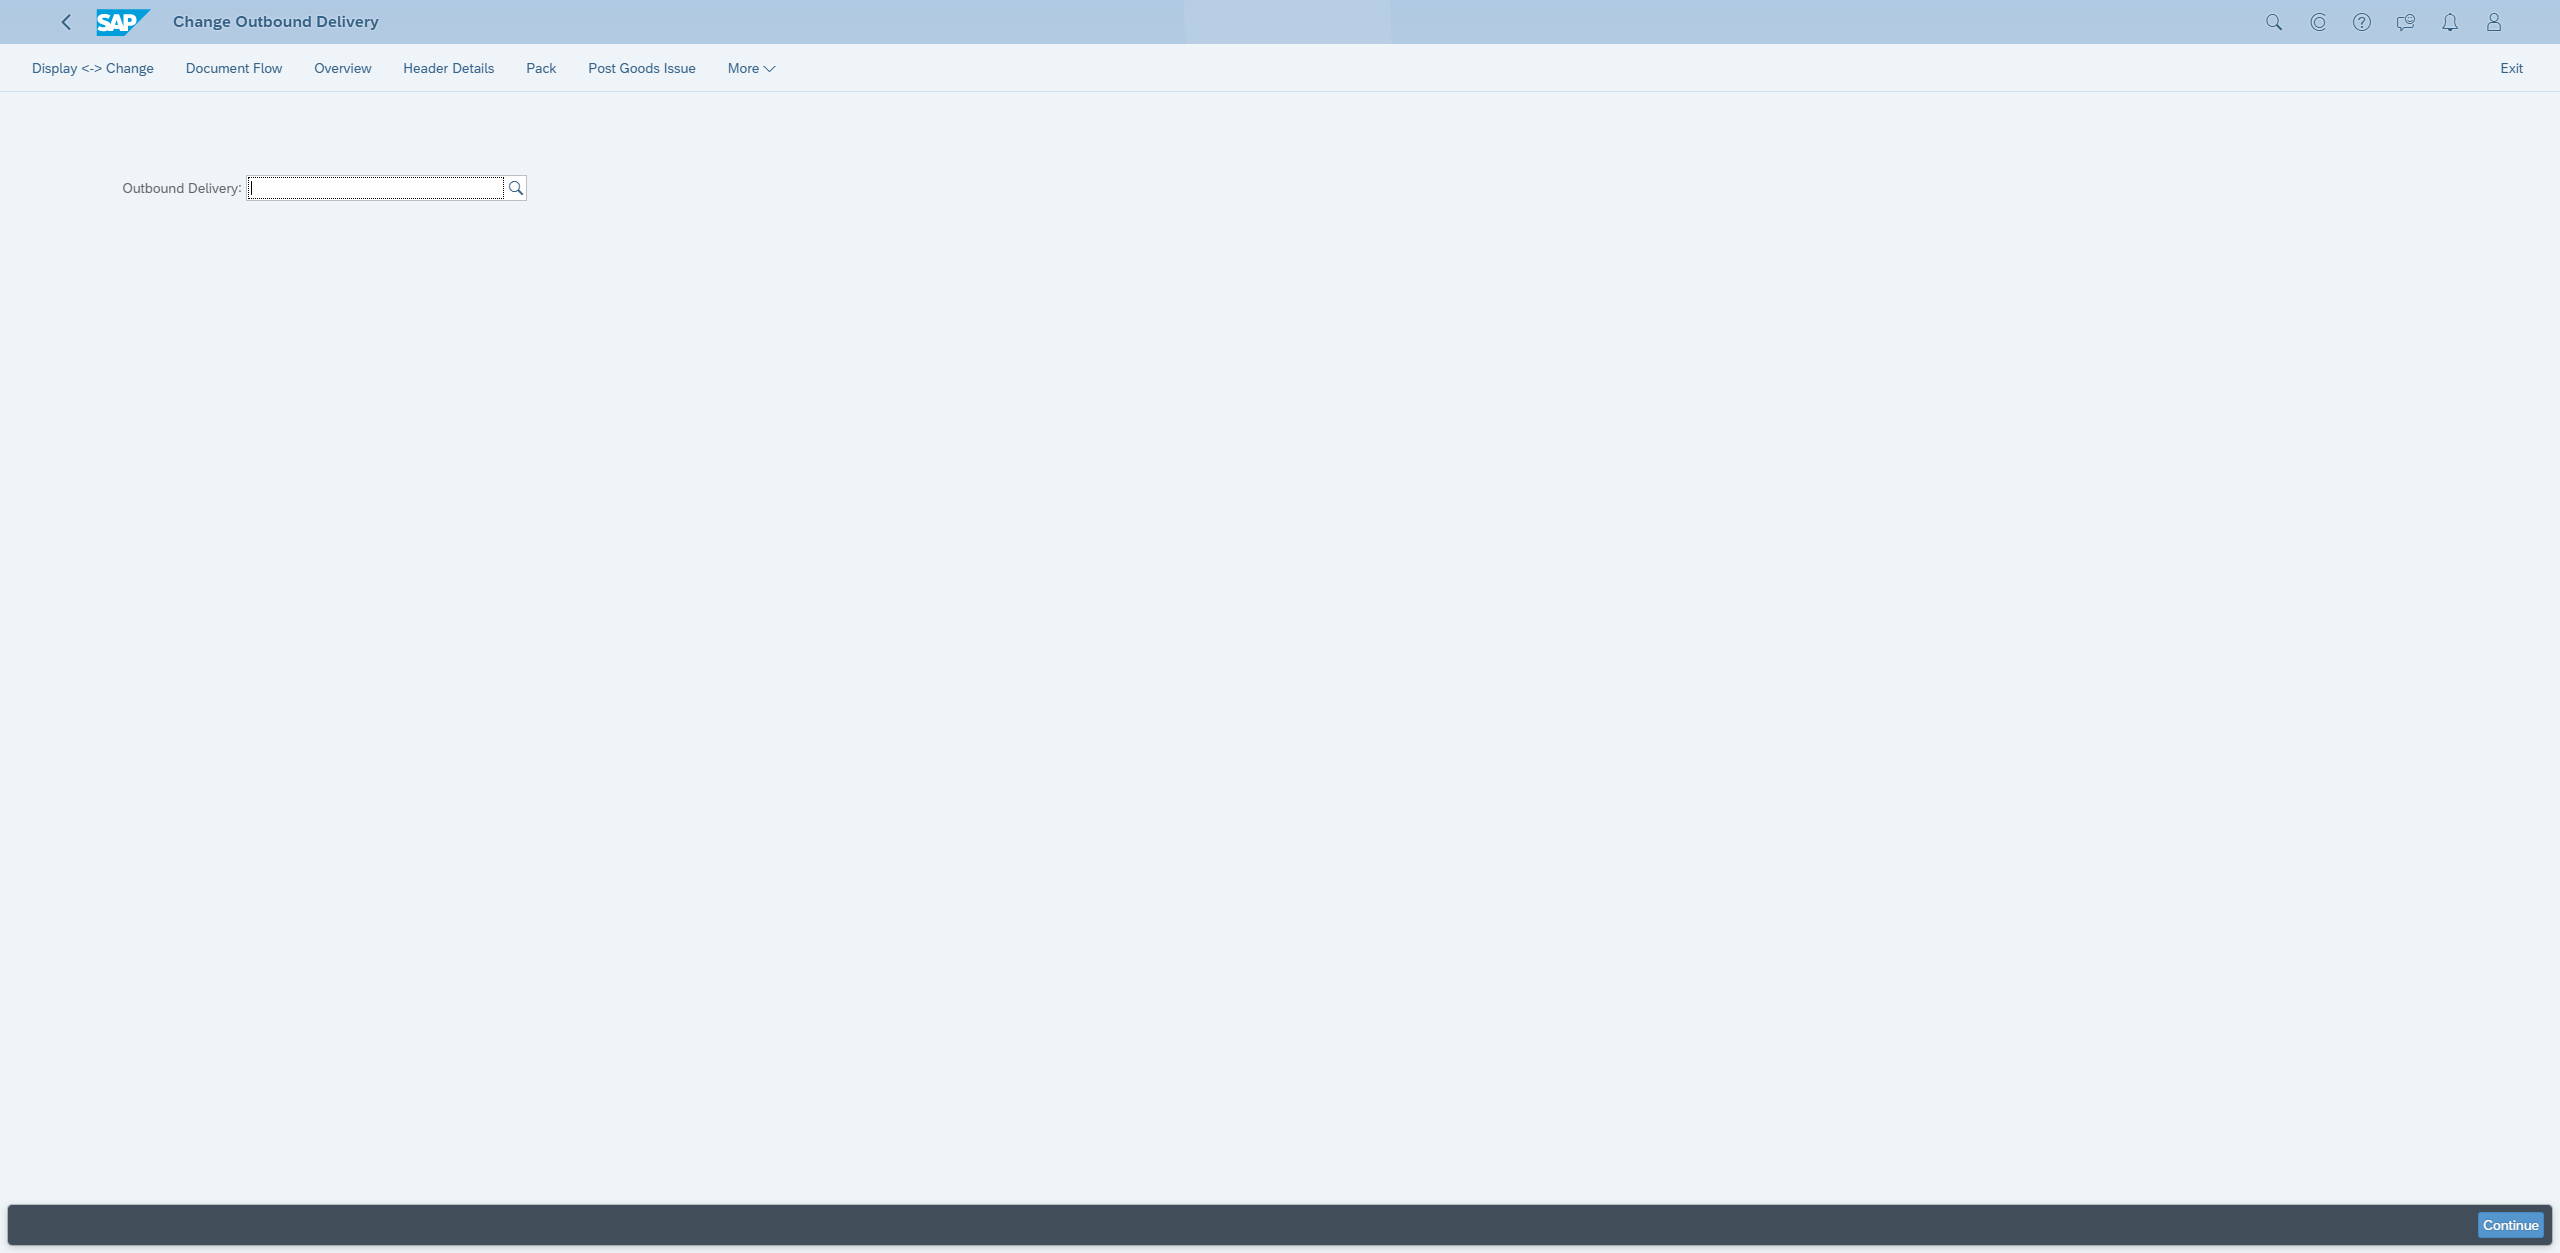 SAP Change Outbound Delivery
Display <-> Change Document Flow Overview Header Details Pack Post Goods Issue More Exit
Outbound Delivery:
Continue